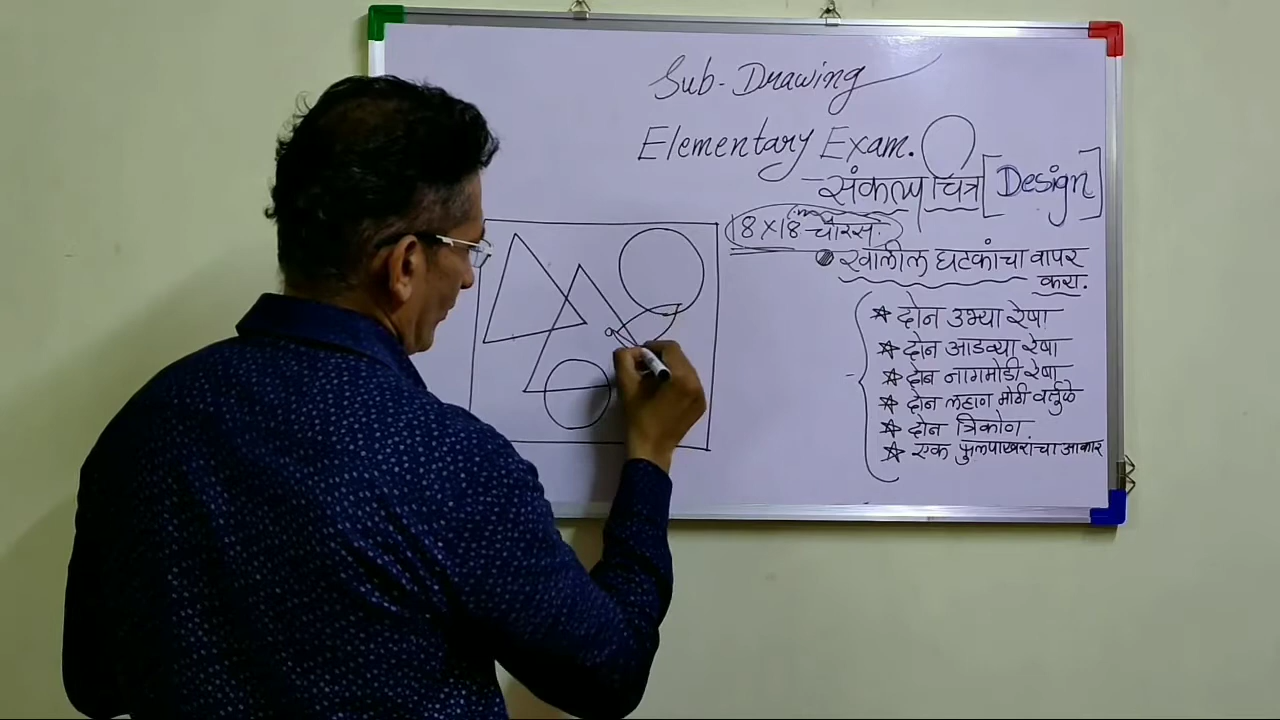 Sub- Drawing
Elementary Exam.
संकल्प चित्र [Design]
18 X 18 चौरस.
खालील घटकांचा वापर
करा.
दोन उभ्या रेषा
दोन आडव्या रेषा
दोन नागमोडी रेषा
दोन लहान मोठी वर्तुळे
दोन त्रिकोण.
एक फुलपाखराचा आकार